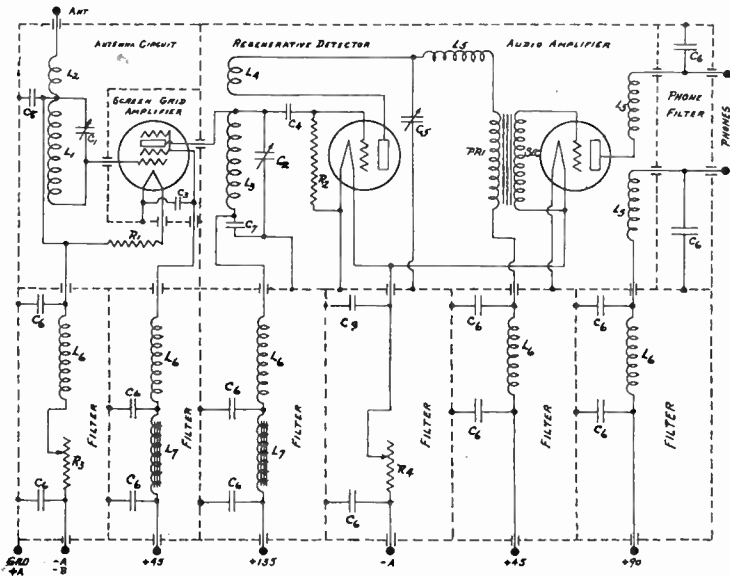 ANT
ANTENNA CIRCUIT
REGENERATIVE DETECTOR
AUDIO AMPLIFIER
L5
C6
L2
L4
SCREEN GRID
AMPLIFIER
PHONE
FILTER
PHONES
C8
C1
L1
C4
C5
L5
C2
R2
PRI
SEC
L3
C3
C7
R1
L5
C6
C6
C9
C6
C6
L6
L6
L6
L6
L6
C6
C6
C6
C6
FILTER
FILTER
FILTER
FILTER
FILTER
FILTER
R3
L7
L7
R4
C6
C6
C6
C6
GRD
+A
-A
-B
+45
+135
-A
+45
+90